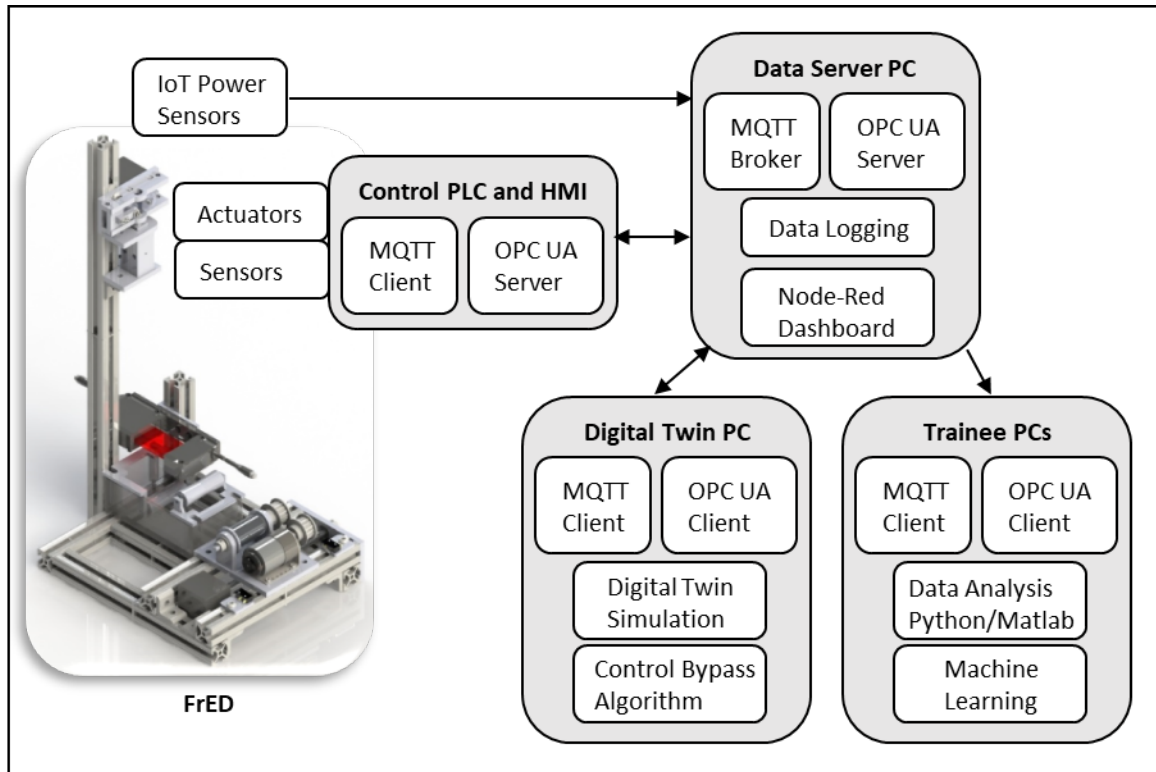 IoT Power
Sensors
Actuators
Sensors
Control PLC and HMI
MQTT
Client
OPC UA
Server
Data Server PC
MQTT
Broker
OPC UA
Server
Data Logging
Node-Red
Dashboard
Digital Twin PC
MQTT
Client
OPC UA
Client
Digital Twin
Simulation
Control Bypass
Algorithm
Trainee PCs
MQTT
Client
OPC UA
Client
Data Analysis
Python/Matlab
Machine
Learning
FrED